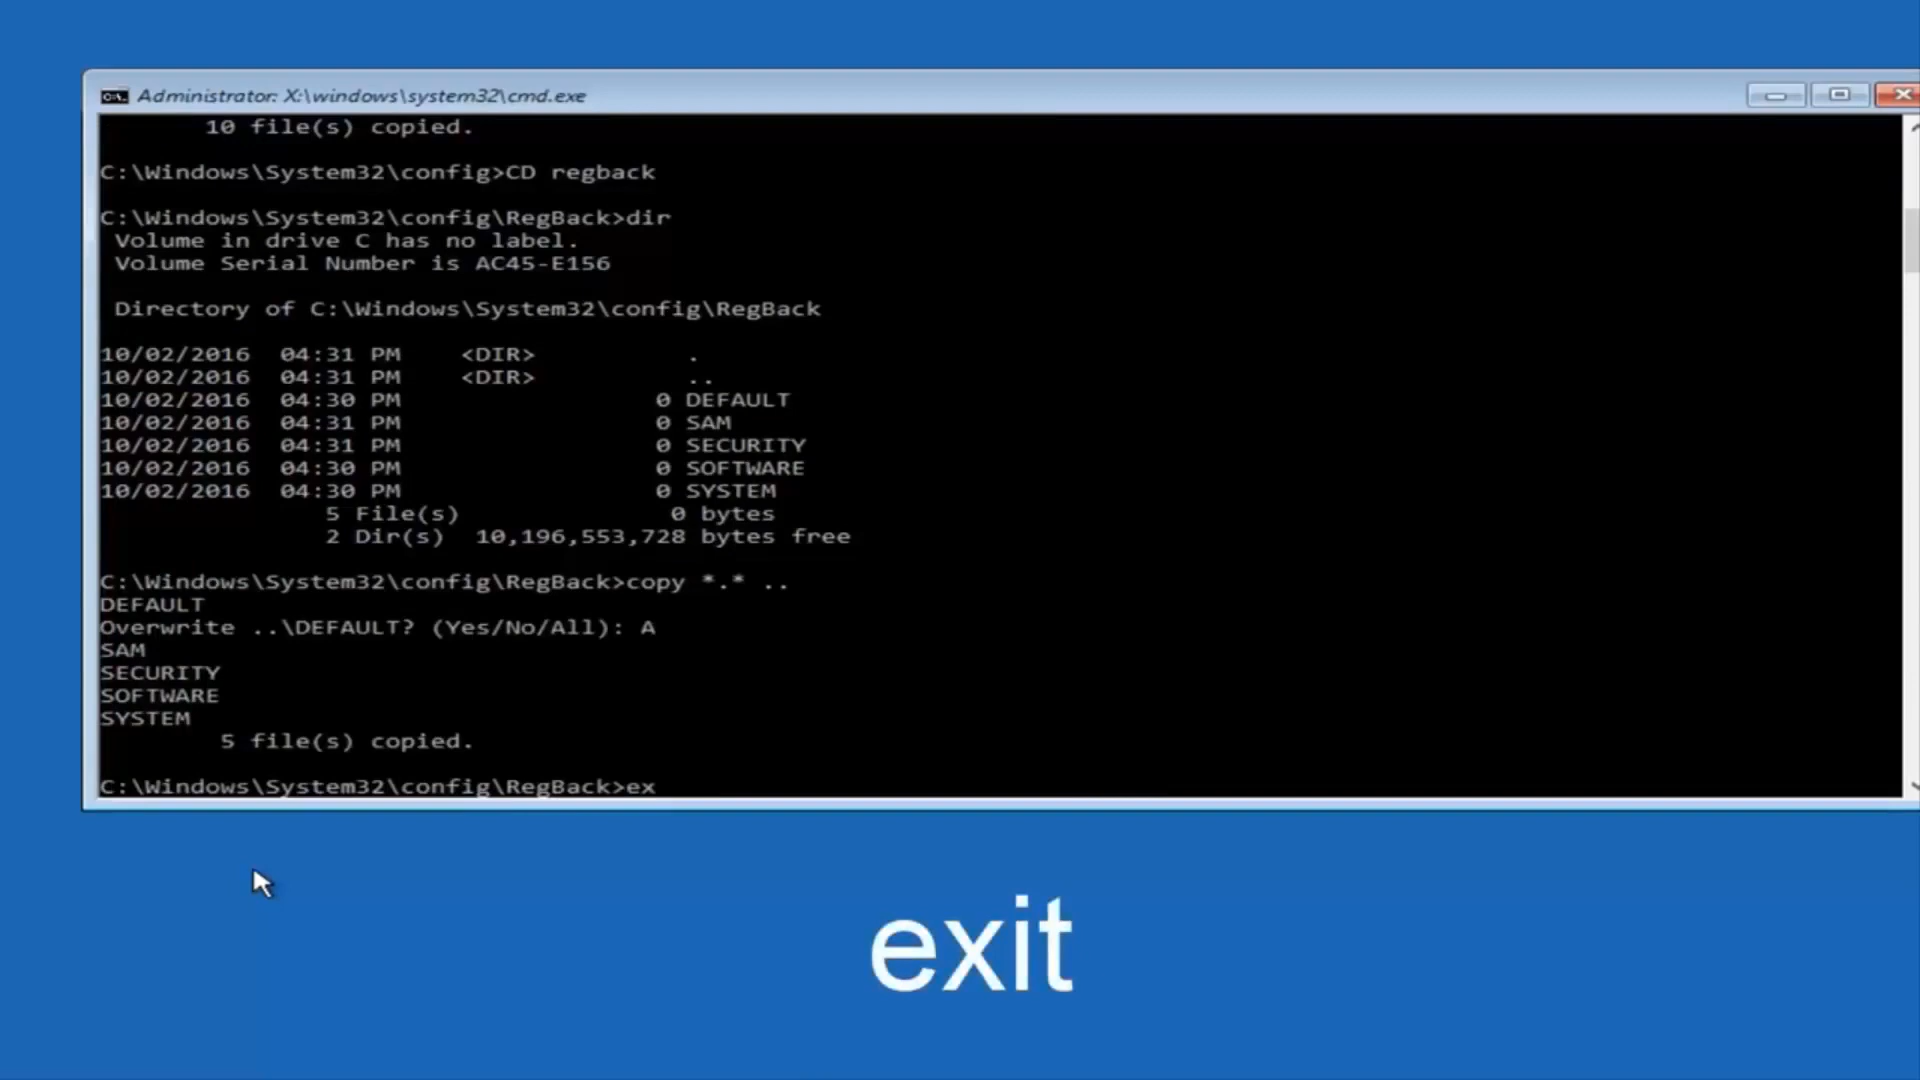 Administrator: X:\windows\system32\cmd.exe
10 file(s) copied.
C:\Windows\System32\config>CD regback
C:\Windows\System32\config\RegBack>dir
Volume in drive C has no label.
Volume Serial Number is AC45-E156
Directory of C:\Windows\System32\config\RegBack
10/02/2016 04:31 PM <DIR> .
10/02/2016 04:31 PM <DIR> ..
10/02/2016 04:30 PM 0 DEFAULT
10/02/2016 04:31 PM 0 SAM
10/02/2016 04:31 PM 0 SECURITY
10/02/2016 04:30 PM 0 SOFTWARE
10/02/2016 04:30 PM 0 SYSTEM
5 File(s) 0 bytes
2 Dir(s) 10,196,553,728 bytes free
C:\Windows\System32\config\RegBack>copy *.* ..
DEFAULT
Overwrite ..\DEFAULT? (Yes/No/All): A
SAM
SECURITY
SOFTWARE
SYSTEM
5 file(s) copied.
C:\Windows\System32\config\RegBack>ex
exit